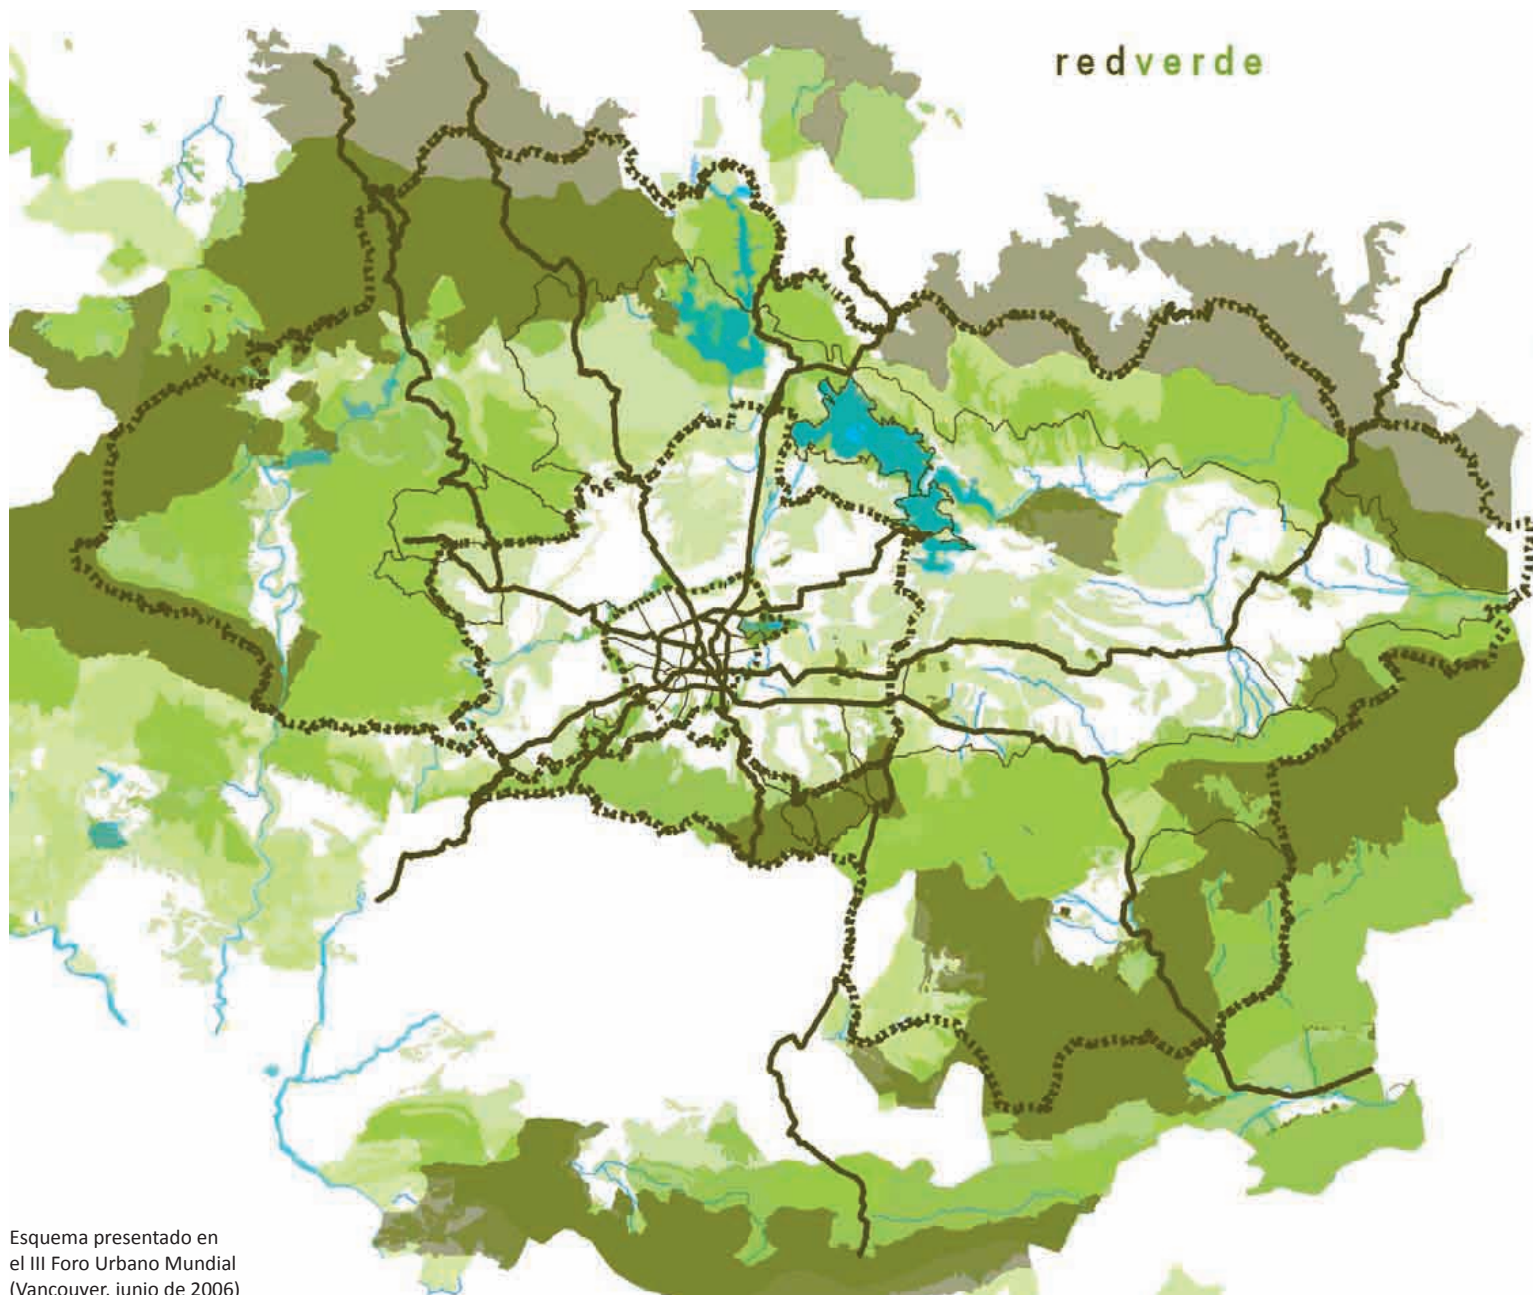 redverde
Esquema presentado en
el III Foro Urbano Mundial
(Vancouver, junio de 2006)